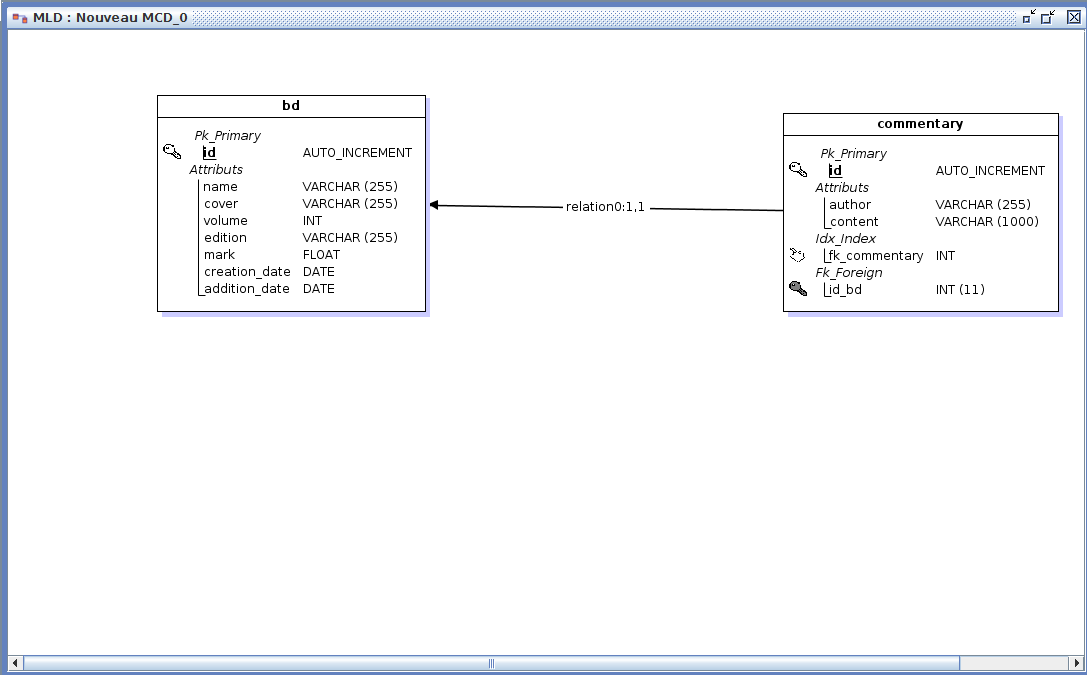 MLD : Nouveau MCD_0
bd
Pk_Primary
id AUTO_INCREMENT
Attributs
name VARCHAR (255)
cover VARCHAR (255)
volume INT
edition VARCHAR (255)
mark FLOAT
creation_date DATE
addition_date DATE
relation0:1,1
commentary
Pk_Primary
id AUTO_INCREMENT
Attributs
author VARCHAR (255)
content VARCHAR (1000)
Idx_Index
fk_commentary INT
Fk_Foreign
id_bd INT (11)